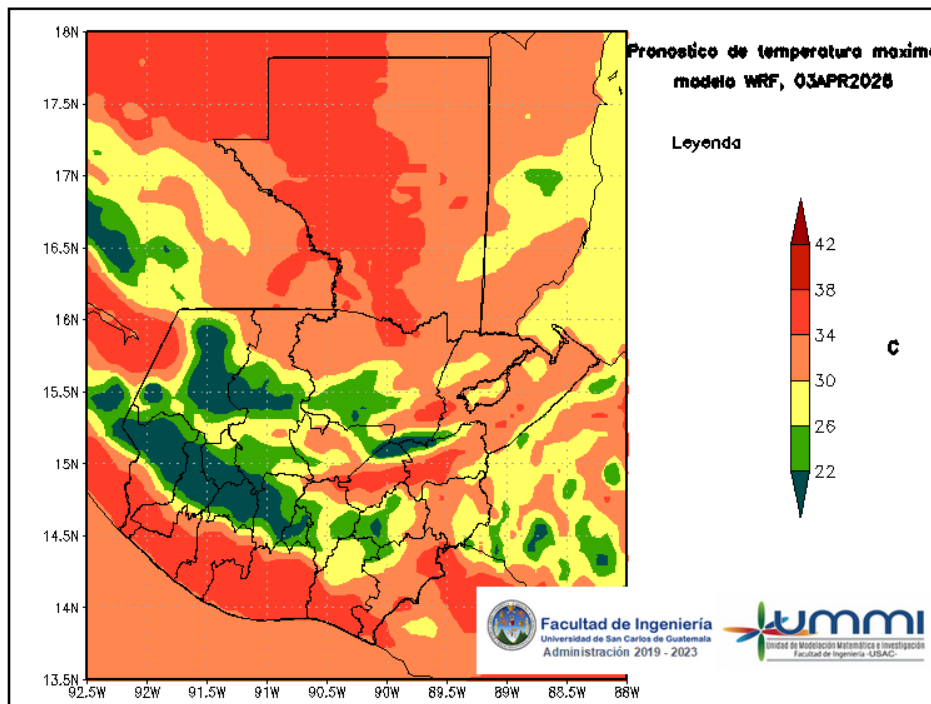 Pronostico de temperatura maxima
modelo WRF, 03APR2026
Leyenda
42
38
34
30
26
22
C
18N
17.5N
17N
16.5N
16N
15.5N
15N
14.5N
14N
13.5N
92.5W
92W
91.5W
91W
90.5W
90W
89.5W
89W
88.5W
88W
Facultad de Ingeniería
Universidad de San Carlos de Guatemala
Administración 2019 - 2023
UMMI
Unidad de Modelación Matemática e Investigación
Facultad de Ingeniería -USAC-